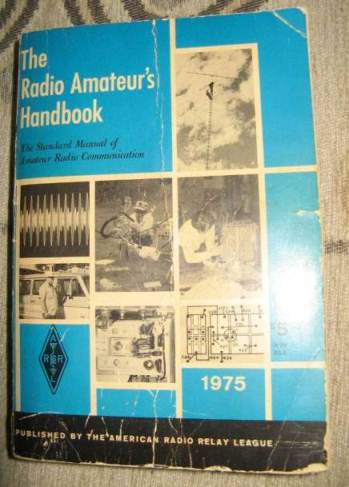 The
Radio Amateur's
Handbook
The Standard Manual of
Amateur Radio Communication
A
R R
L
1975
PUBLISHED BY THE AMERICAN RADIO RELAY LEAGUE